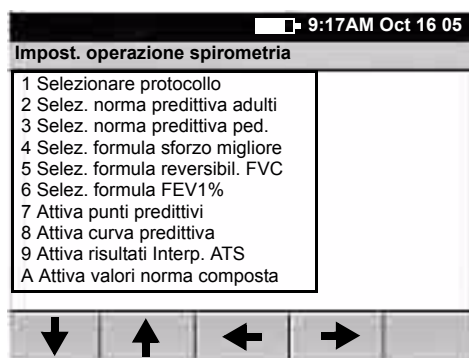 9:17AM Oct 16 05
Impost. operazione spirometria
1 Selezionare protocollo
2 Selez. norma predittiva adulti
3 Selez. norma predittiva ped.
4 Selez. formula sforzo migliore
5 Selez. formula reversibil. FVC
6 Selez. formula FEV1%
7 Attiva punti predittivi
8 Attiva curva predittiva
9 Attiva risultati Interp. ATS
A Attiva valori norma composta